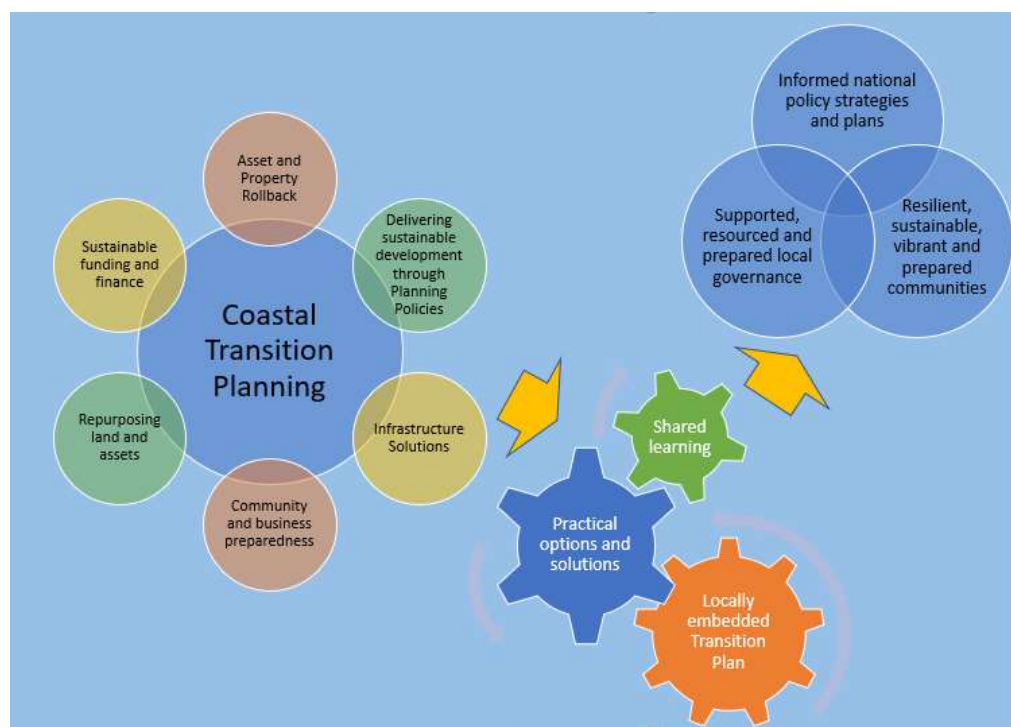 Asset and
Property
Rollback
Delivering
sustainable
development
through
Planning
Policies
Infrastructure
Solutions
Community
and business
preparedness
Repurposing
land and
assets
Sustainable
funding and
finance
Coastal
Transition
Planning
Shared
learning
Practical
options and
solutions
Locally
embedded
Transition
Plan
Informed national
policy strategies
and plans
Supported,
resourced and
prepared local
governance
Resilient,
sustainable,
vibrant and
prepared
communities